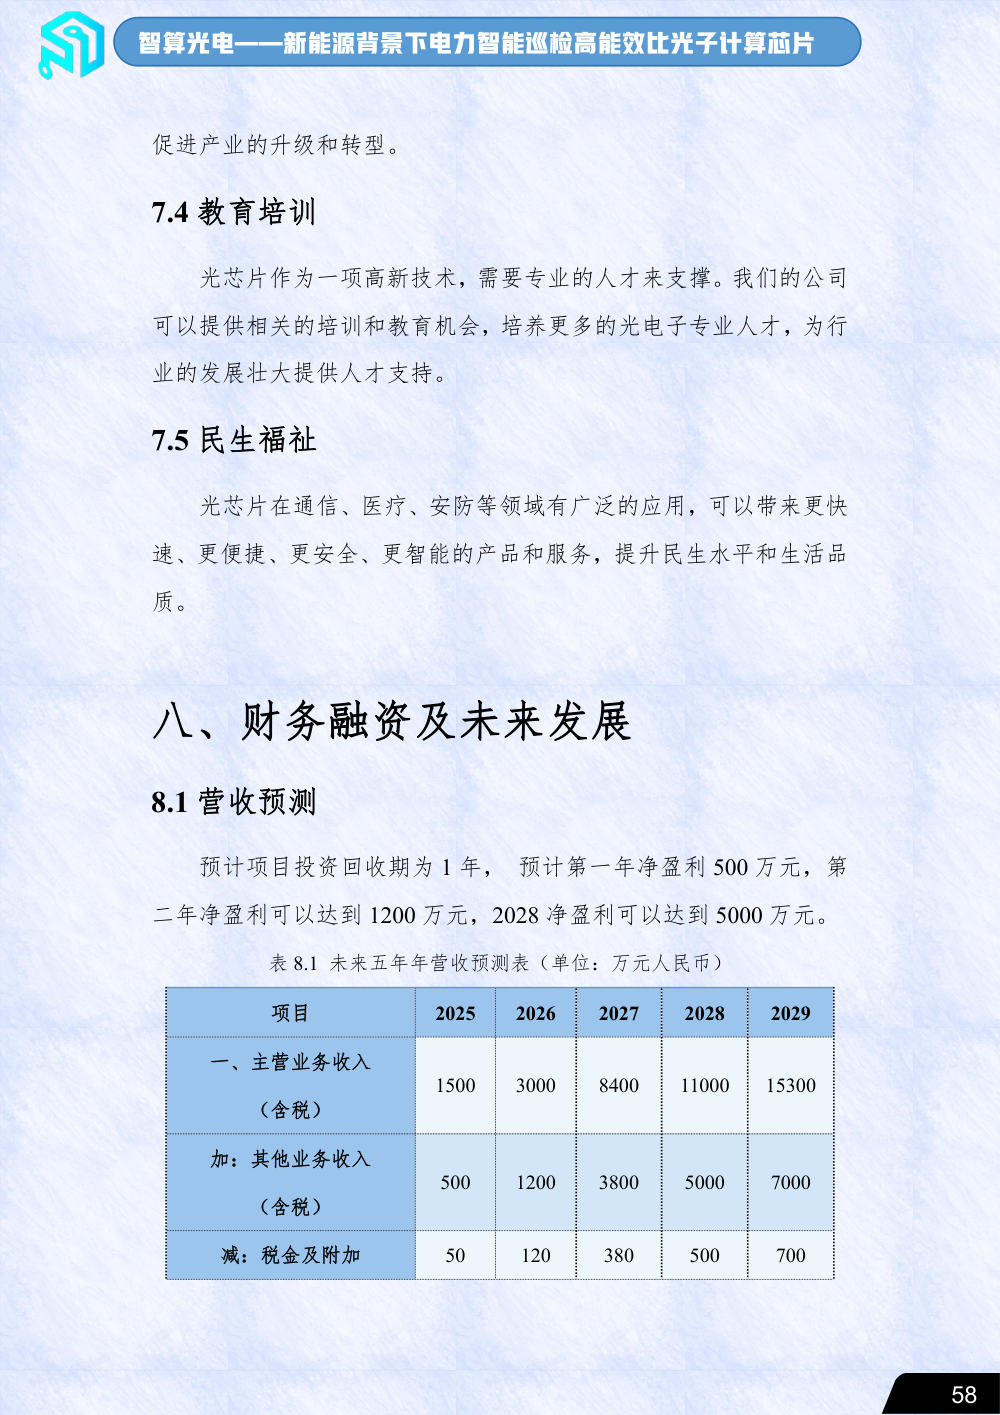 智算光电——新能源背景下电力智能巡检高能效比光子计算芯片
促进产业的升级和转型。
7.4 教育培训
光芯片作为一项高新技术，需要专业的人才来支撑。我们的公司
可以提供相关的培训和教育机会，培养更多的光电子专业人才，为行
业的发展壮大提供人才支持。
7.5 民生福祉
光芯片在通信、医疗、安防等领域有广泛的应用，可以带来更快
速、更便捷、更安全、更智能的产品和服务，提升民生水平和生活品
质。
八、财务融资及未来发展
8.1 营收预测
预计项目投资回收期为 1 年， 预计第一年净盈利 500 万元，第
二年净盈利可以达到 1200 万元，2028 净盈利可以达到 5000 万元。
表 8.1 未来五年年营收预测表（单位：万元人民币）
项目 2025 2026 2027 2028 2029
一、主营业务收入
（含税） 1500 3000 8400 11000 15300
加：其他业务收入
（含税） 500 1200 3800 5000 7000
减：税金及附加 50 120 380 500 700
58